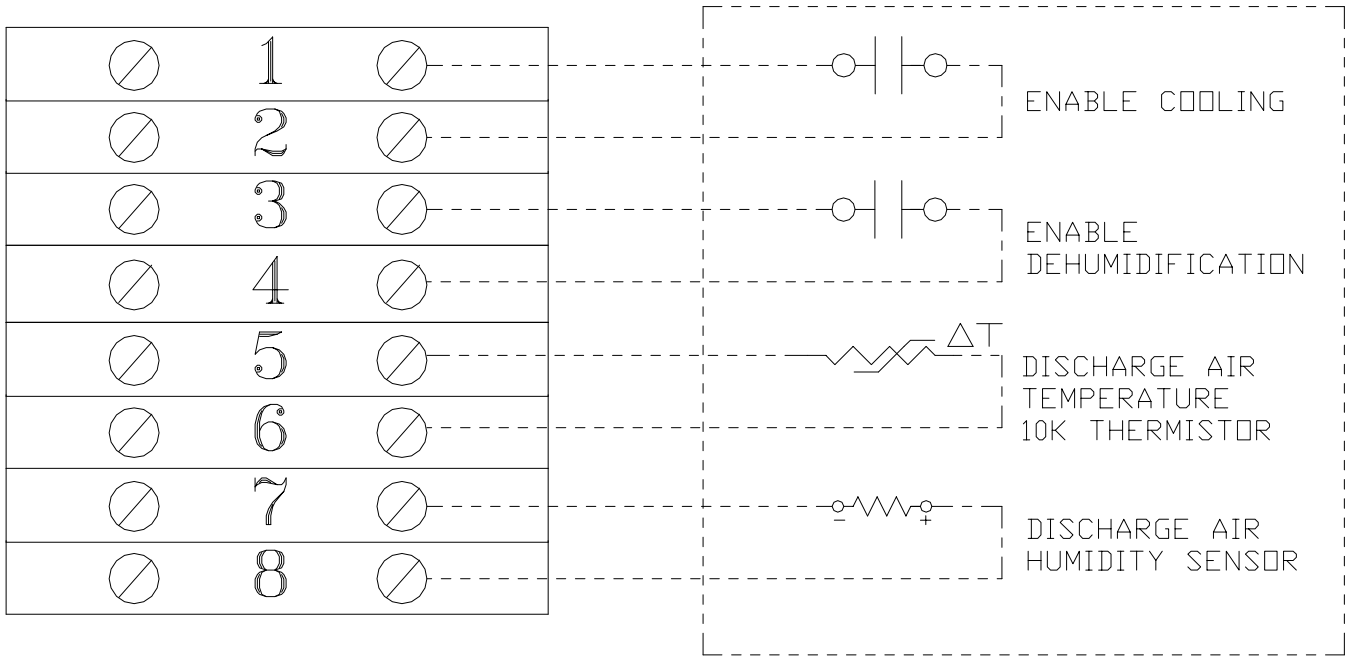 1
ENABLE COOLING
2
3
ENABLE
DEHUMIDIFICATION
4
5
ΔT
DISCHARGE AIR
TEMPERATURE
10K THERMISTOR
6
7
- +
DISCHARGE AIR
HUMIDITY SENSOR
8